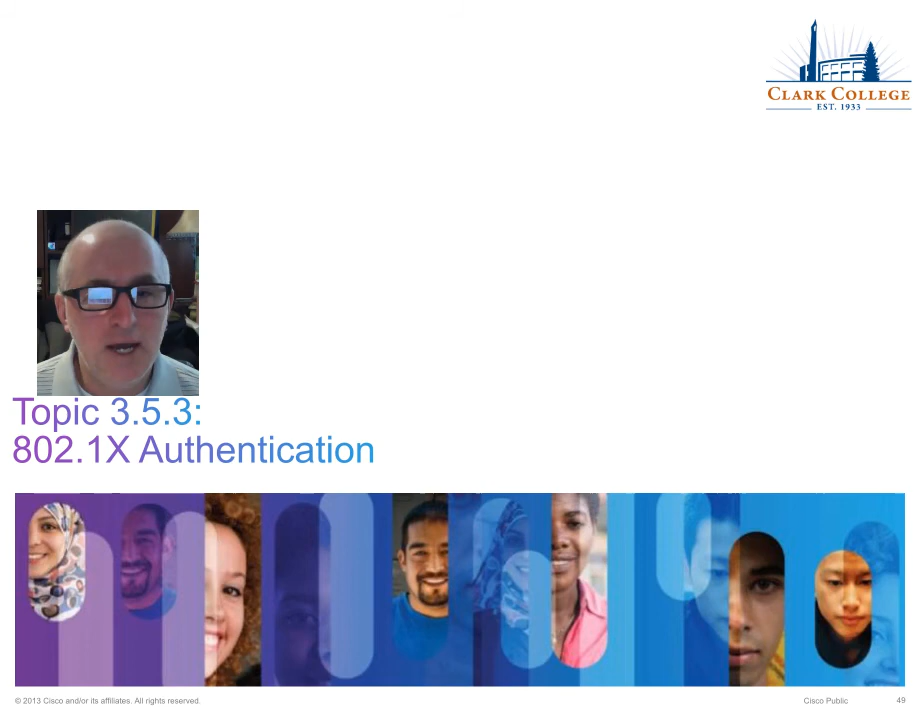 CLARK COLLEGE
EST. 1933
Topic 3.5.3:
802.1X Authentication
© 2013 Cisco and/or its affiliates. All rights reserved.
Cisco Public
49